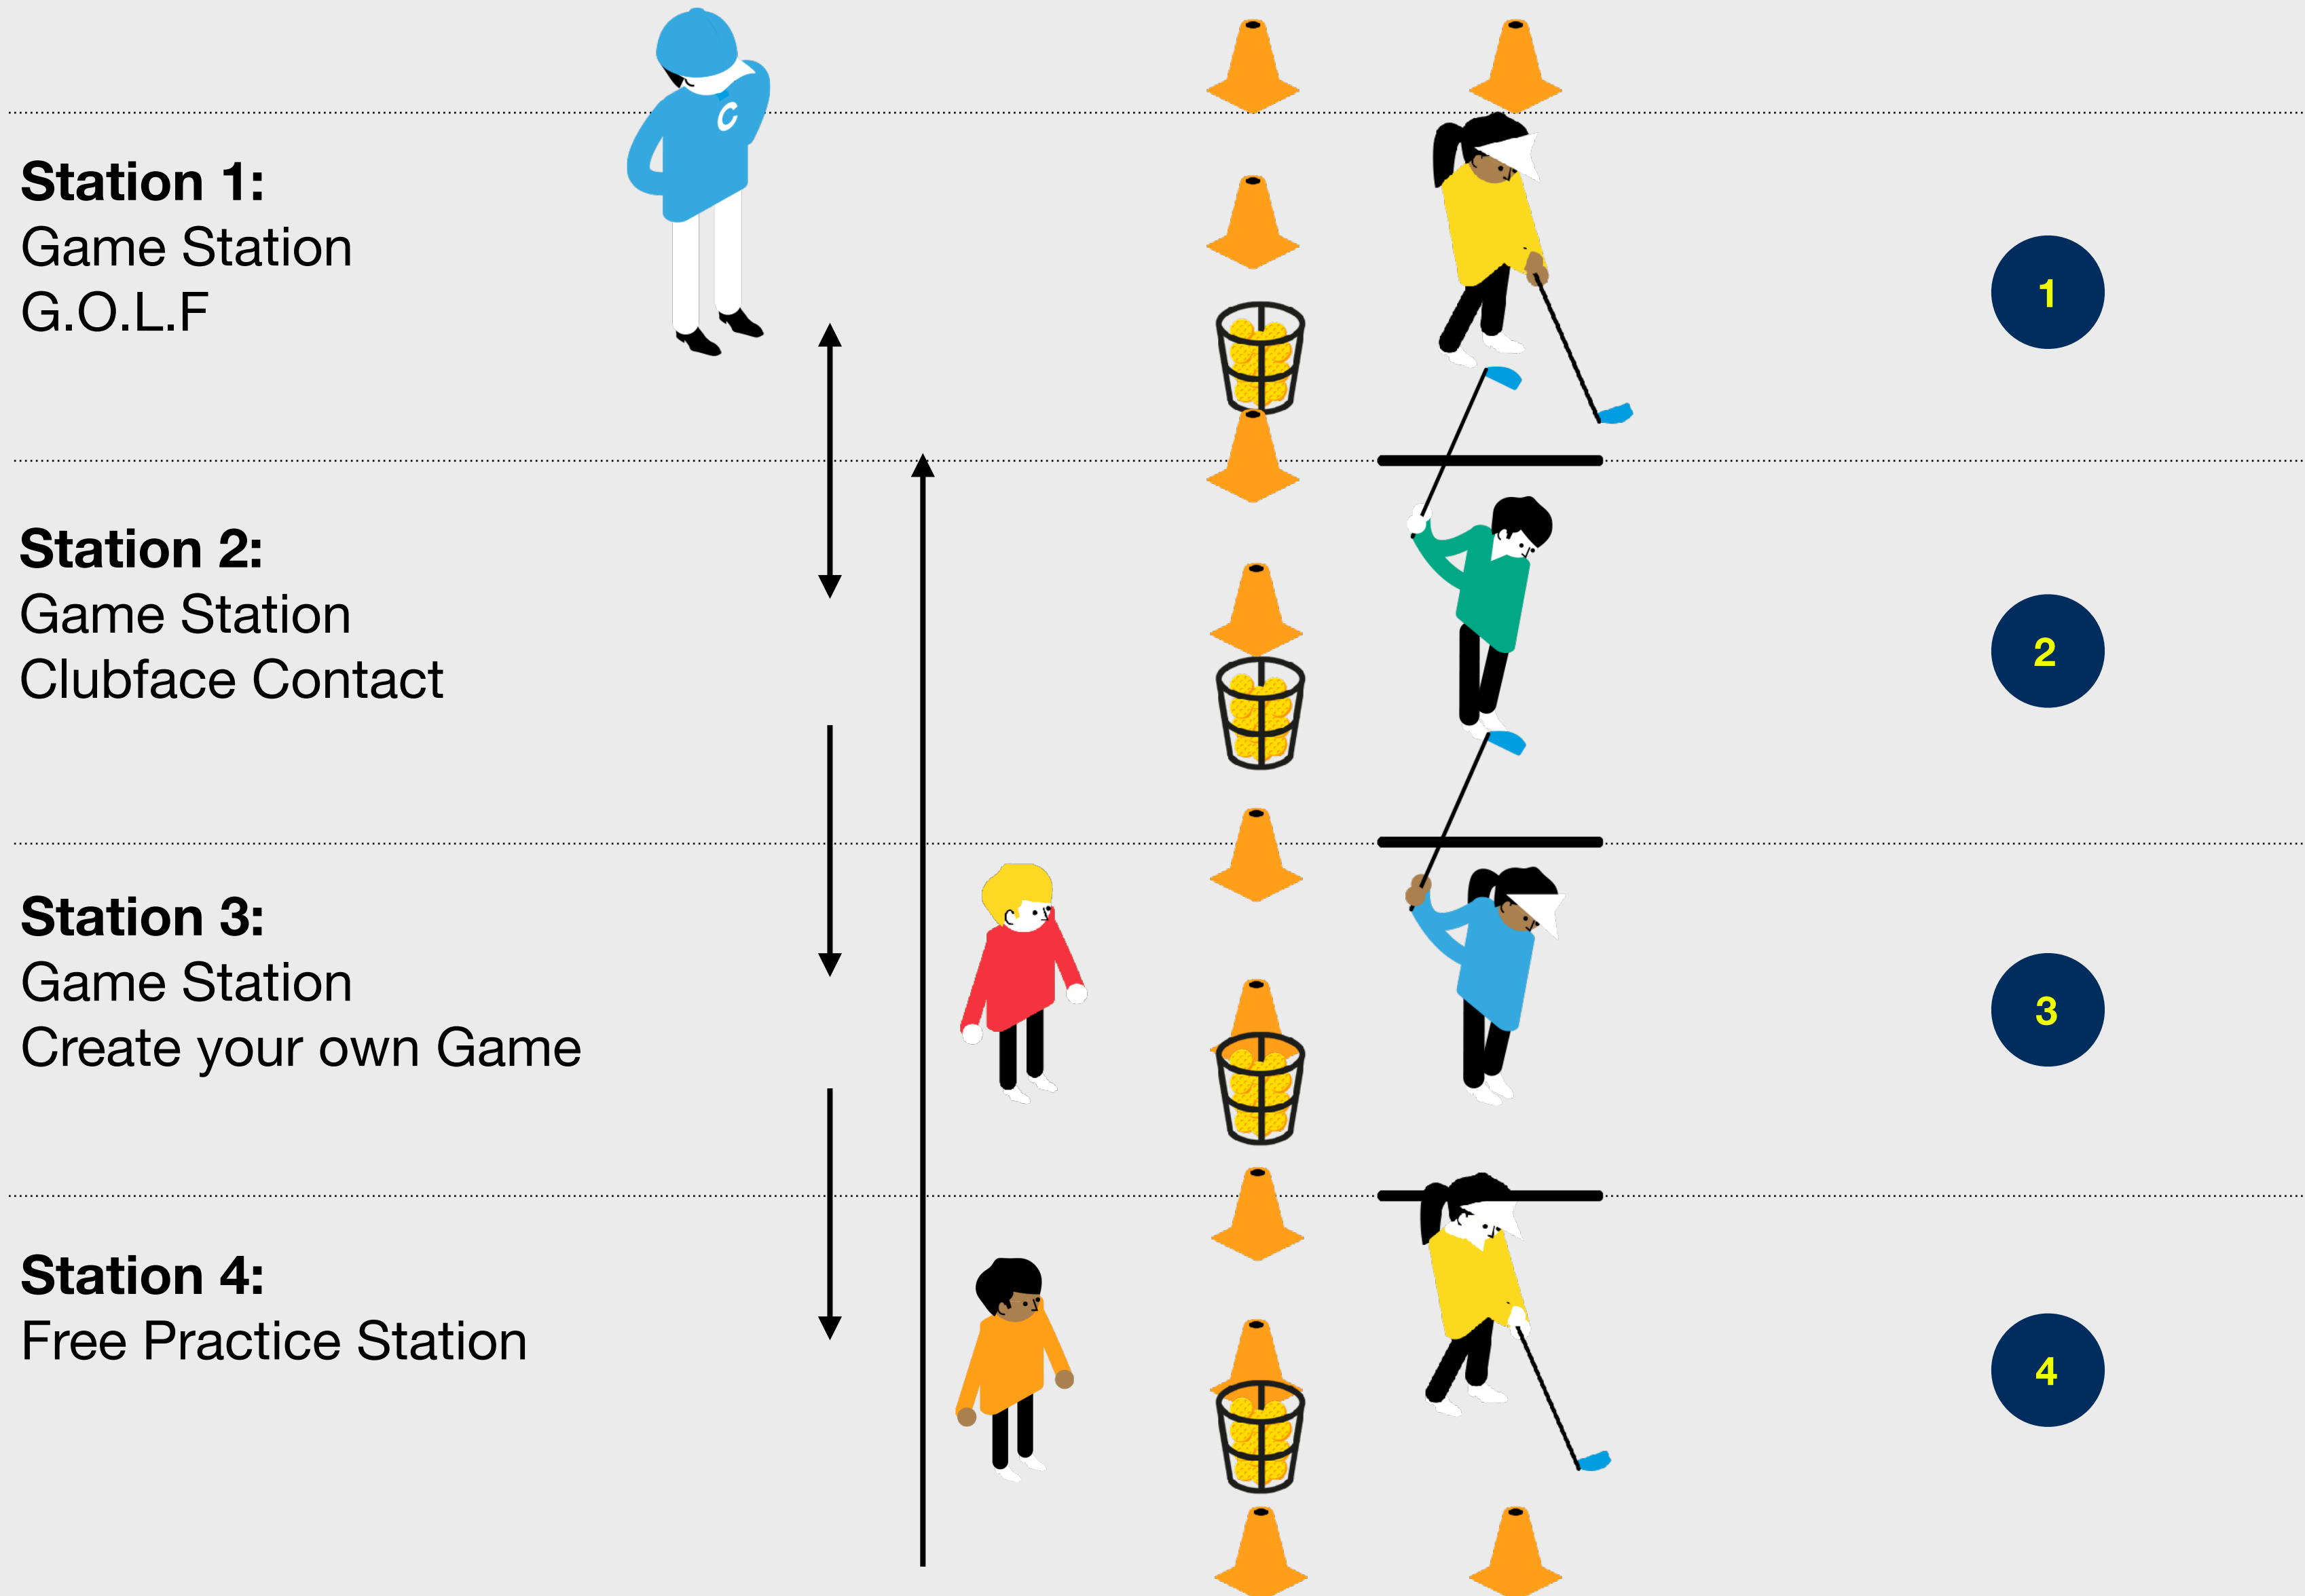 C
Station 1:
Game Station
G.O.L.F
1
Station 2:
Game Station
Clubface Contact
2
Station 3:
Game Station
Create your own Game
3
Station 4:
Free Practice Station
4